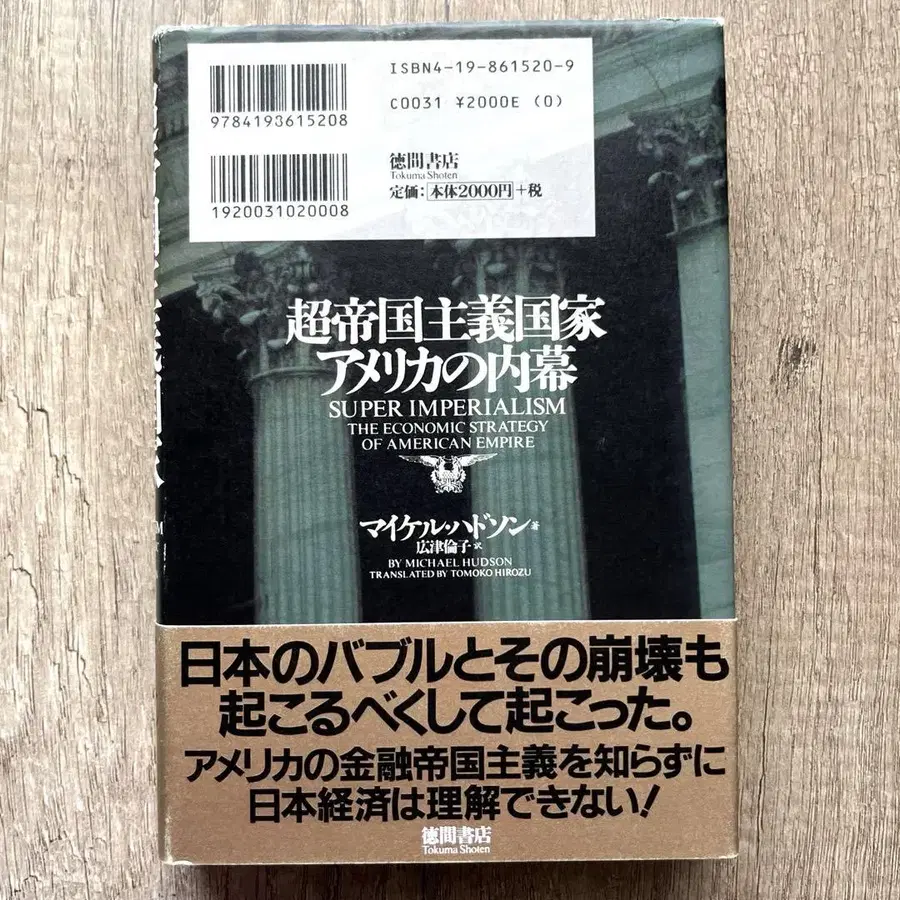 ISBN4-19-861520-9
C0031 ¥2000E (0)
9784193615208
徳間書店
Tokuma Shoten
定価：本体2000円+税
1920031020008
超帝国主義国家
アメリカの内幕
SUPER IMPERIALISM
THE ECONOMIC STRATEGY
OF AMERICAN EMPIRE
マイケル・ハドソン 著
広津倫子 訳
BY MICHAEL HUDSON
TRANSLATED BY TOMOKO HIROZU
日本のバブルとその崩壊も
起こるべくして起こった。
アメリカの金融帝国主義を知らずに
日本経済は理解できない！
徳間書店
Tokuma Shoten